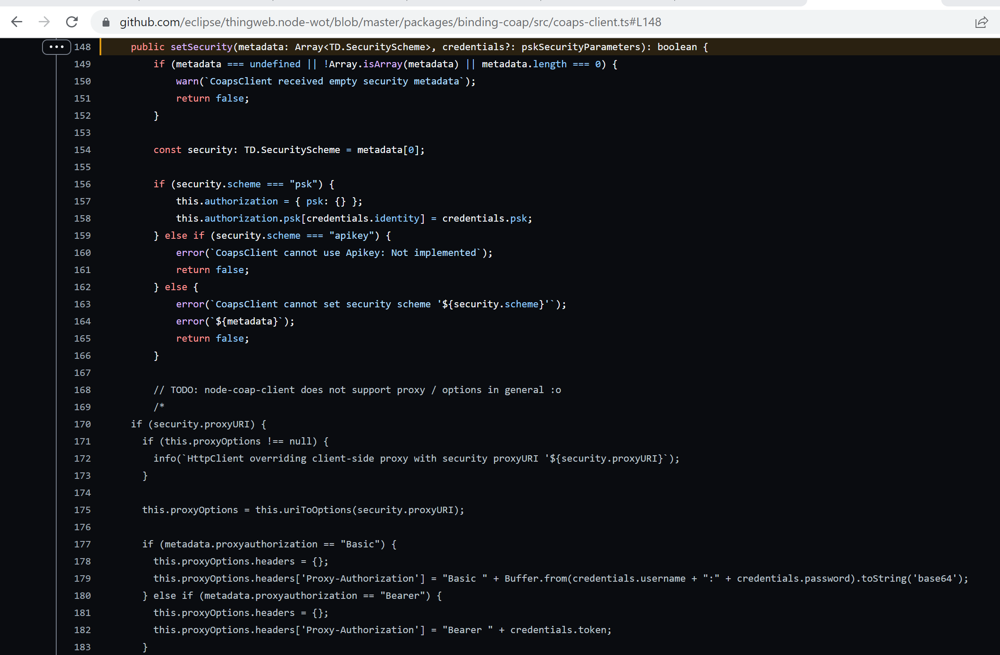 github.com/eclipse/thingweb.node-wot/blob/master/packages/binding-coap/src/coaps-client.ts#L148
148 public setSecurity(metadata: Array<TD.SecurityScheme>, credentials?: pskSecurityParameters): boolean {
149 if (metadata === undefined || !Array.isArray(metadata) || metadata.length === 0) {
150 warn(`CoapsClient received empty security metadata`);
151 return false;
152 }
153
154 const security: TD.SecurityScheme = metadata[0];
155
156 if (security.scheme === "psk") {
157 this.authorization = { psk: {} };
158 this.authorization.psk[credentials.identity] = credentials.psk;
159 } else if (security.scheme === "apikey") {
160 error(`CoapsClient cannot use Apikey: Not implemented`);
161 return false;
162 } else {
163 error(`CoapsClient cannot set security scheme '${security.scheme}'`);
164 error(`${metadata}`);
165 return false;
166 }
167
168 // TODO: node-coap-client does not support proxy / options in general :o
169 /*
170 if (security.proxyURI) {
171 if (this.proxyOptions !== null) {
172 info(`HttpClient overriding client-side proxy with security proxyURI '${security.proxyURI}`);
173 }
174
175 this.proxyOptions = this.uriToOptions(security.proxyURI);
176
177 if (metadata.proxyauthorization == "Basic") {
178 this.proxyOptions.headers = {};
179 this.proxyOptions.headers['Proxy-Authorization'] = "Basic " + Buffer.from(credentials.username + ":" + credentials.password).toString('base64');
180 } else if (metadata.proxyauthorization == "Bearer") {
181 this.proxyOptions.headers = {};
182 this.proxyOptions.headers['Proxy-Authorization'] = "Bearer " + credentials.token;
183 }